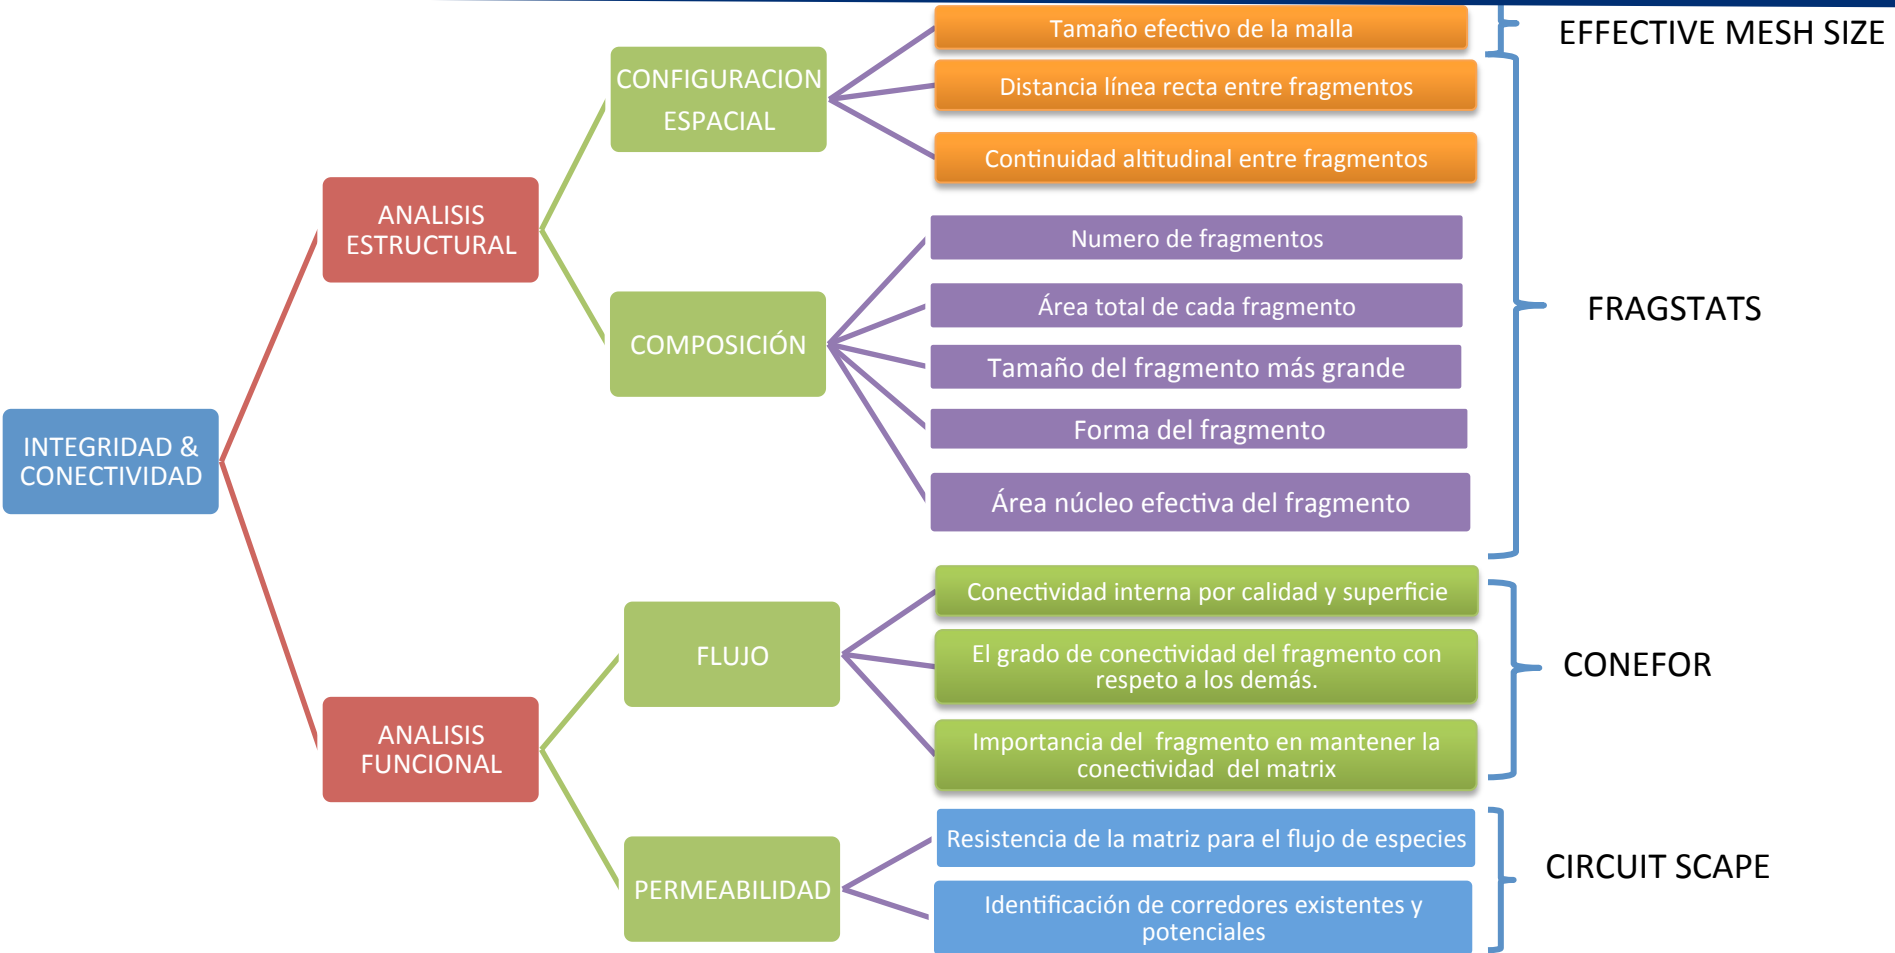 Tamaño efectivo de la malla
EFFECTIVE MESH SIZE
CONFIGURACION
ESPACIAL
Distancia línea recta entre fragmentos
Continuidad altitudinal entre fragmentos
ANALISIS
ESTRUCTURAL
Numero de fragmentos
Área total de cada fragmento
FRAGSTATS
COMPOSICIÓN
Tamaño del fragmento más grande
Forma del fragmento
INTEGRIDAD &
CONECTIVIDAD
Área núcleo efectiva del fragmento
Conectividad interna por calidad y superficie
FLUJO
El grado de conectividad del fragmento con
respeto a los demás.
CONEFOR
ANALISIS
FUNCIONAL
Importancia del  fragmento en mantener la
conectividad  del matrix
Resistencia de la matriz para el flujo de especies
CIRCUIT SCAPE
PERMEABILIDAD
Identificación de corredores existentes y
potenciales